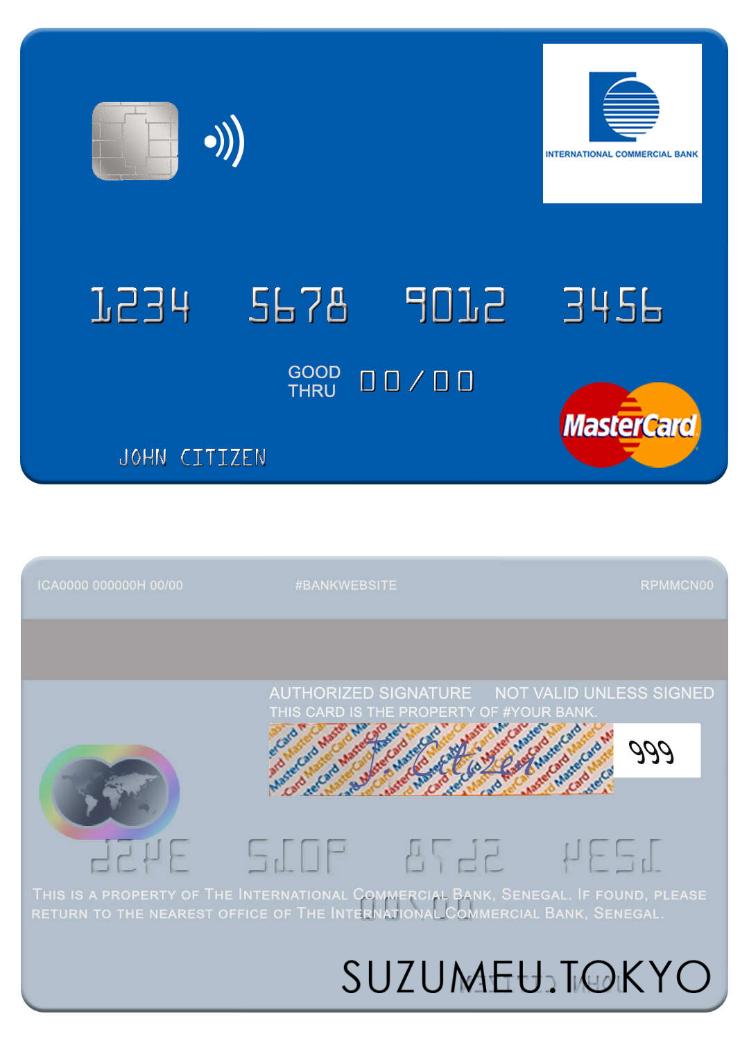 INTERNATIONAL COMMERCIAL BANK
1234 5678 9012 3456
GOOD THRU 00/00
MasterCard
JOHN CITIZEN
ICA0000 000000H 00/00 #BANKWEBSITE RPMMCN00
AUTHORIZED SIGNATURE NOT VALID UNLESS SIGNED
THIS CARD IS THE PROPERTY OF #YOUR BANK.
J. Citizen
999
THIS IS A PROPERTY OF THE INTERNATIONAL COMMERCIAL BANK, SENEGAL. IF FOUND, PLEASE
RETURN TO THE NEAREST OFFICE OF THE INTERNATIONAL COMMERCIAL BANK, SENEGAL.
SUZUMEU.TOKYO